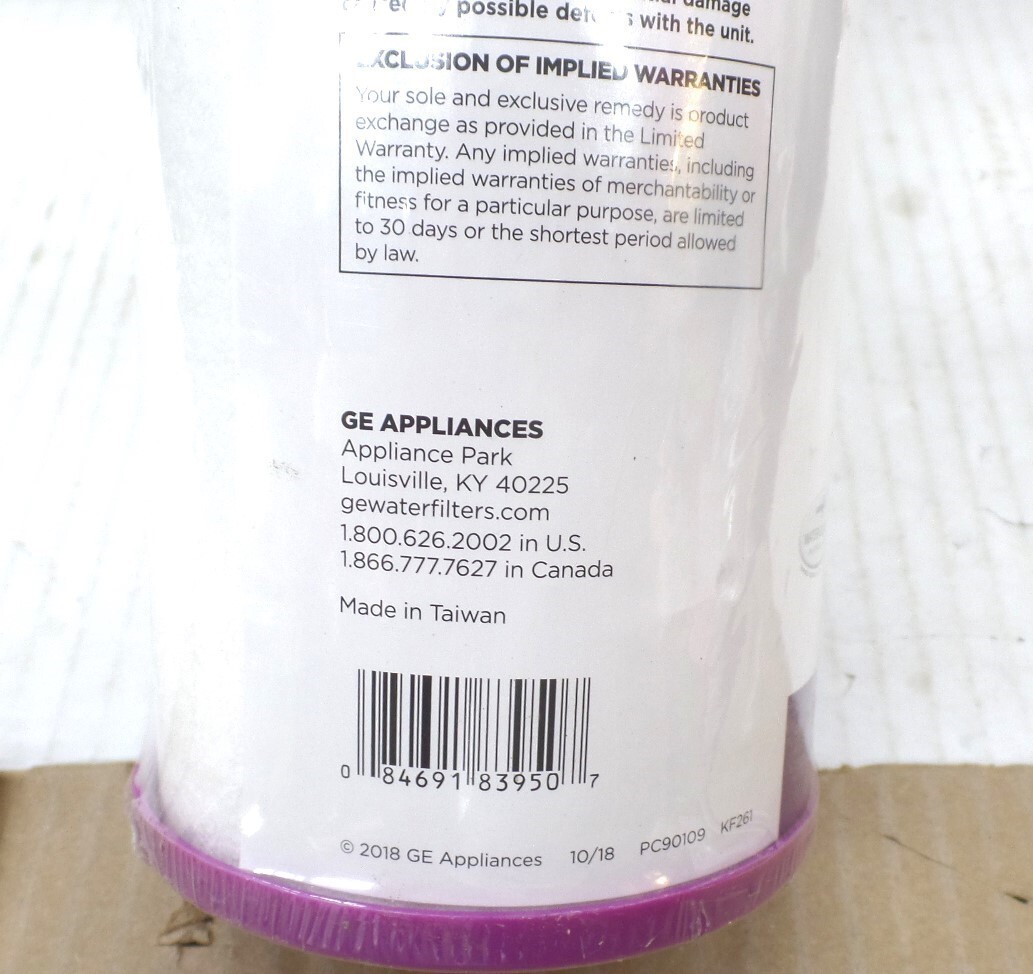 damage
possible with the unit.
EXCLUSION OF IMPLIED WARRANTIES
Your sole and exclusive remedy is product
exchange as provided in the Limited
Warranty. Any implied warranties, including
the implied warranties of merchantability or
fitness for a particular purpose, are limited
to 30 days or the shortest period allowed
by law.
GE APPLIANCES
Appliance Park
Louisville, KY 40225
gewaterfilters.com
1.800.626.2002 in U.S.
1.866.777.7627 in Canada
Made in Taiwan
0 84691 83950 7
© 2018 GE Appliances 10/18 PC90109 KF261